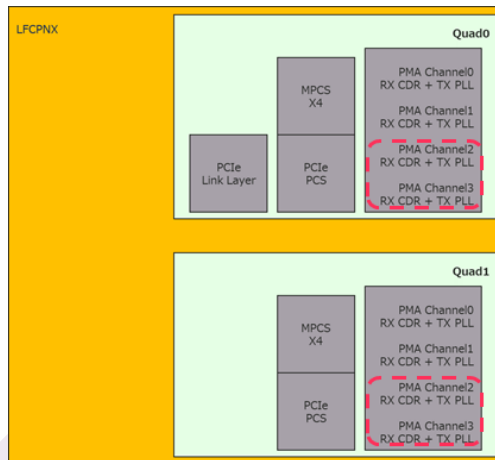 LFCPNX
Quad0
PMA Channel0
RX CDR + TX PLL
MPCS
X4
PMA Channel1
RX CDR + TX PLL
PCIe
Link Layer
PCIe
PCS
PMA Channel2
RX CDR + TX PLL
PMA Channel3
RX CDR + TX PLL
Quad1
PMA Channel0
RX CDR + TX PLL
MPCS
X4
PMA Channel1
RX CDR + TX PLL
PCIe
PCS
PMA Channel2
RX CDR + TX PLL
PMA Channel3
RX CDR + TX PLL